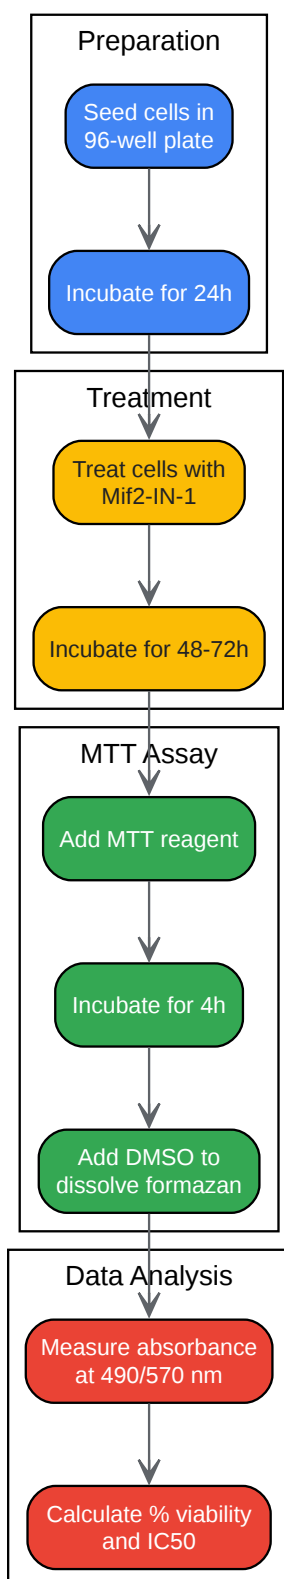 Preparation
Seed cells in
96-well plate
Incubate for 24h
Treatment
Treat cells with
Mif2-IN-1
Incubate for 48-72h
MTT Assay
Add MTT reagent
Incubate for 4h
Add DMSO to
dissolve formazan
Data Analysis
Measure absorbance
at 490/570 nm
Calculate % viability
and IC50